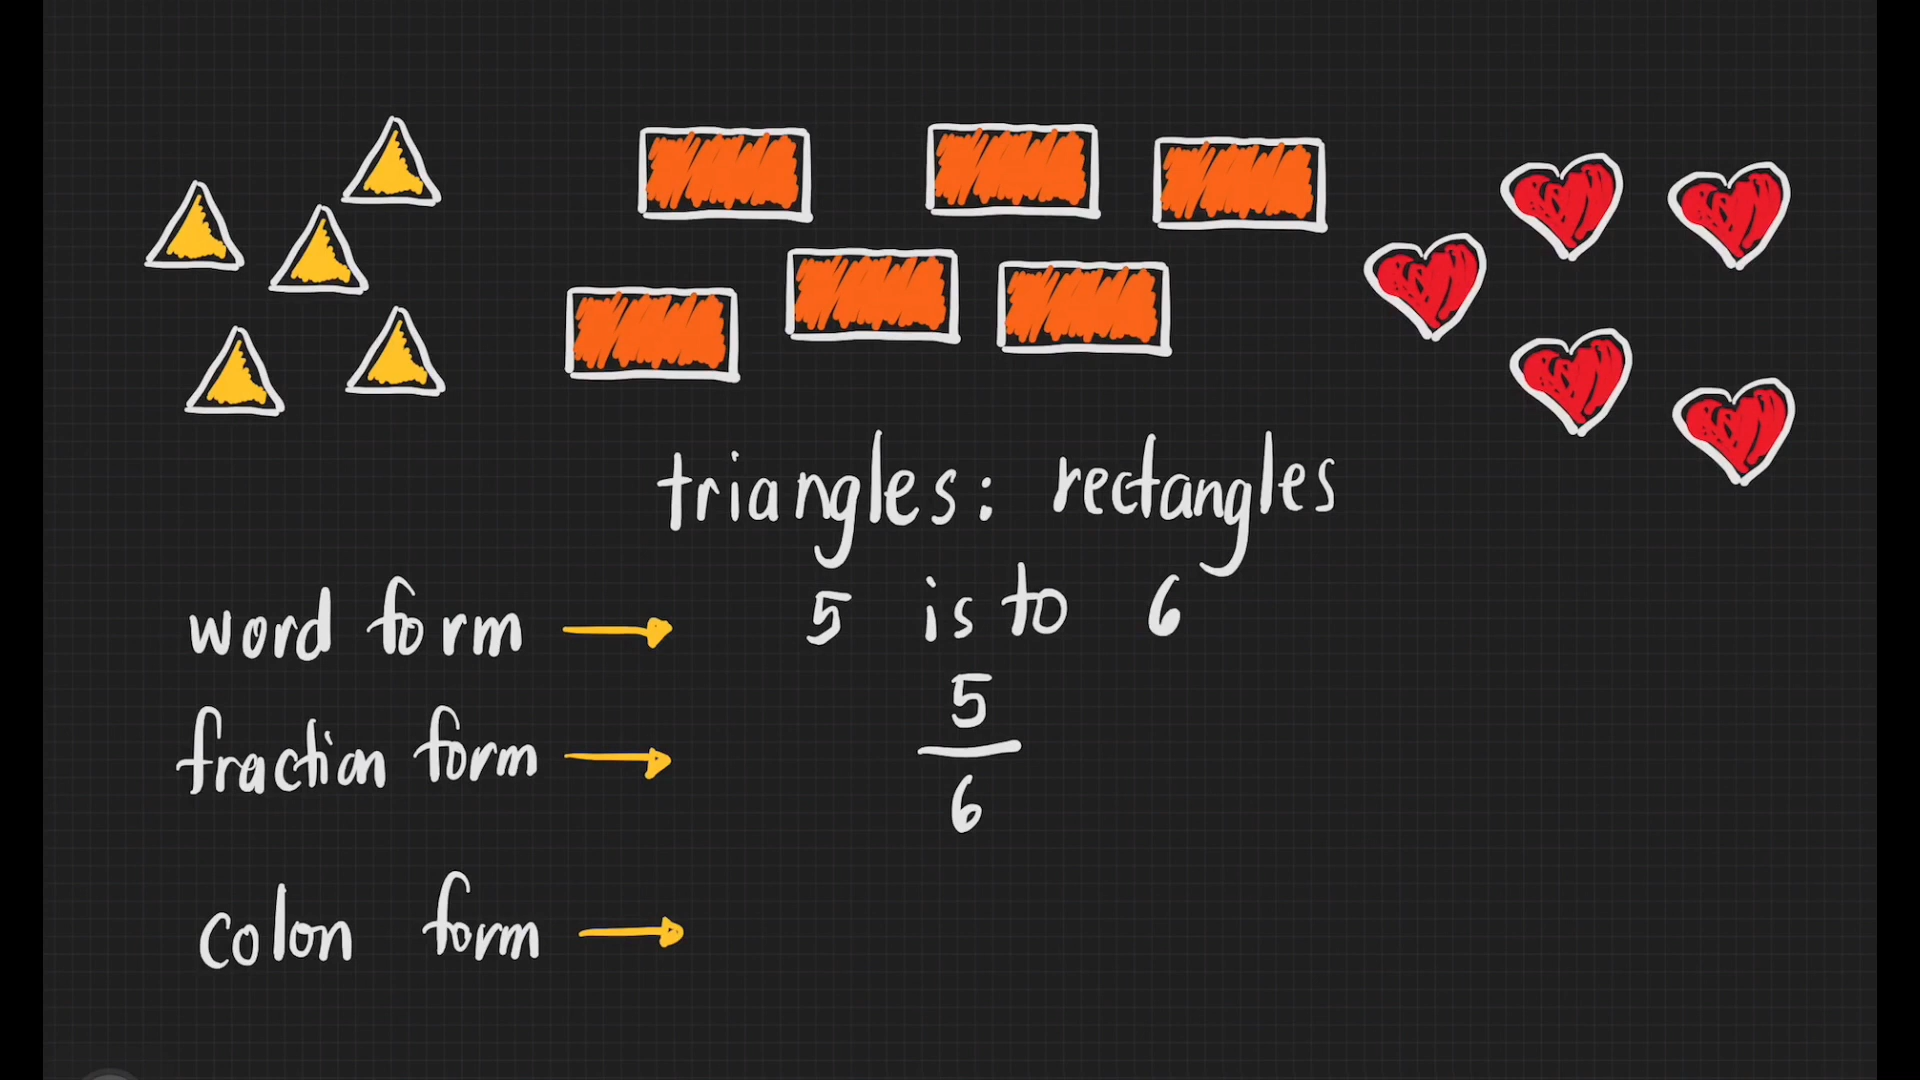 triangles: rectangles
word form → 5 is to 6
fraction form → 5
6
colon form →